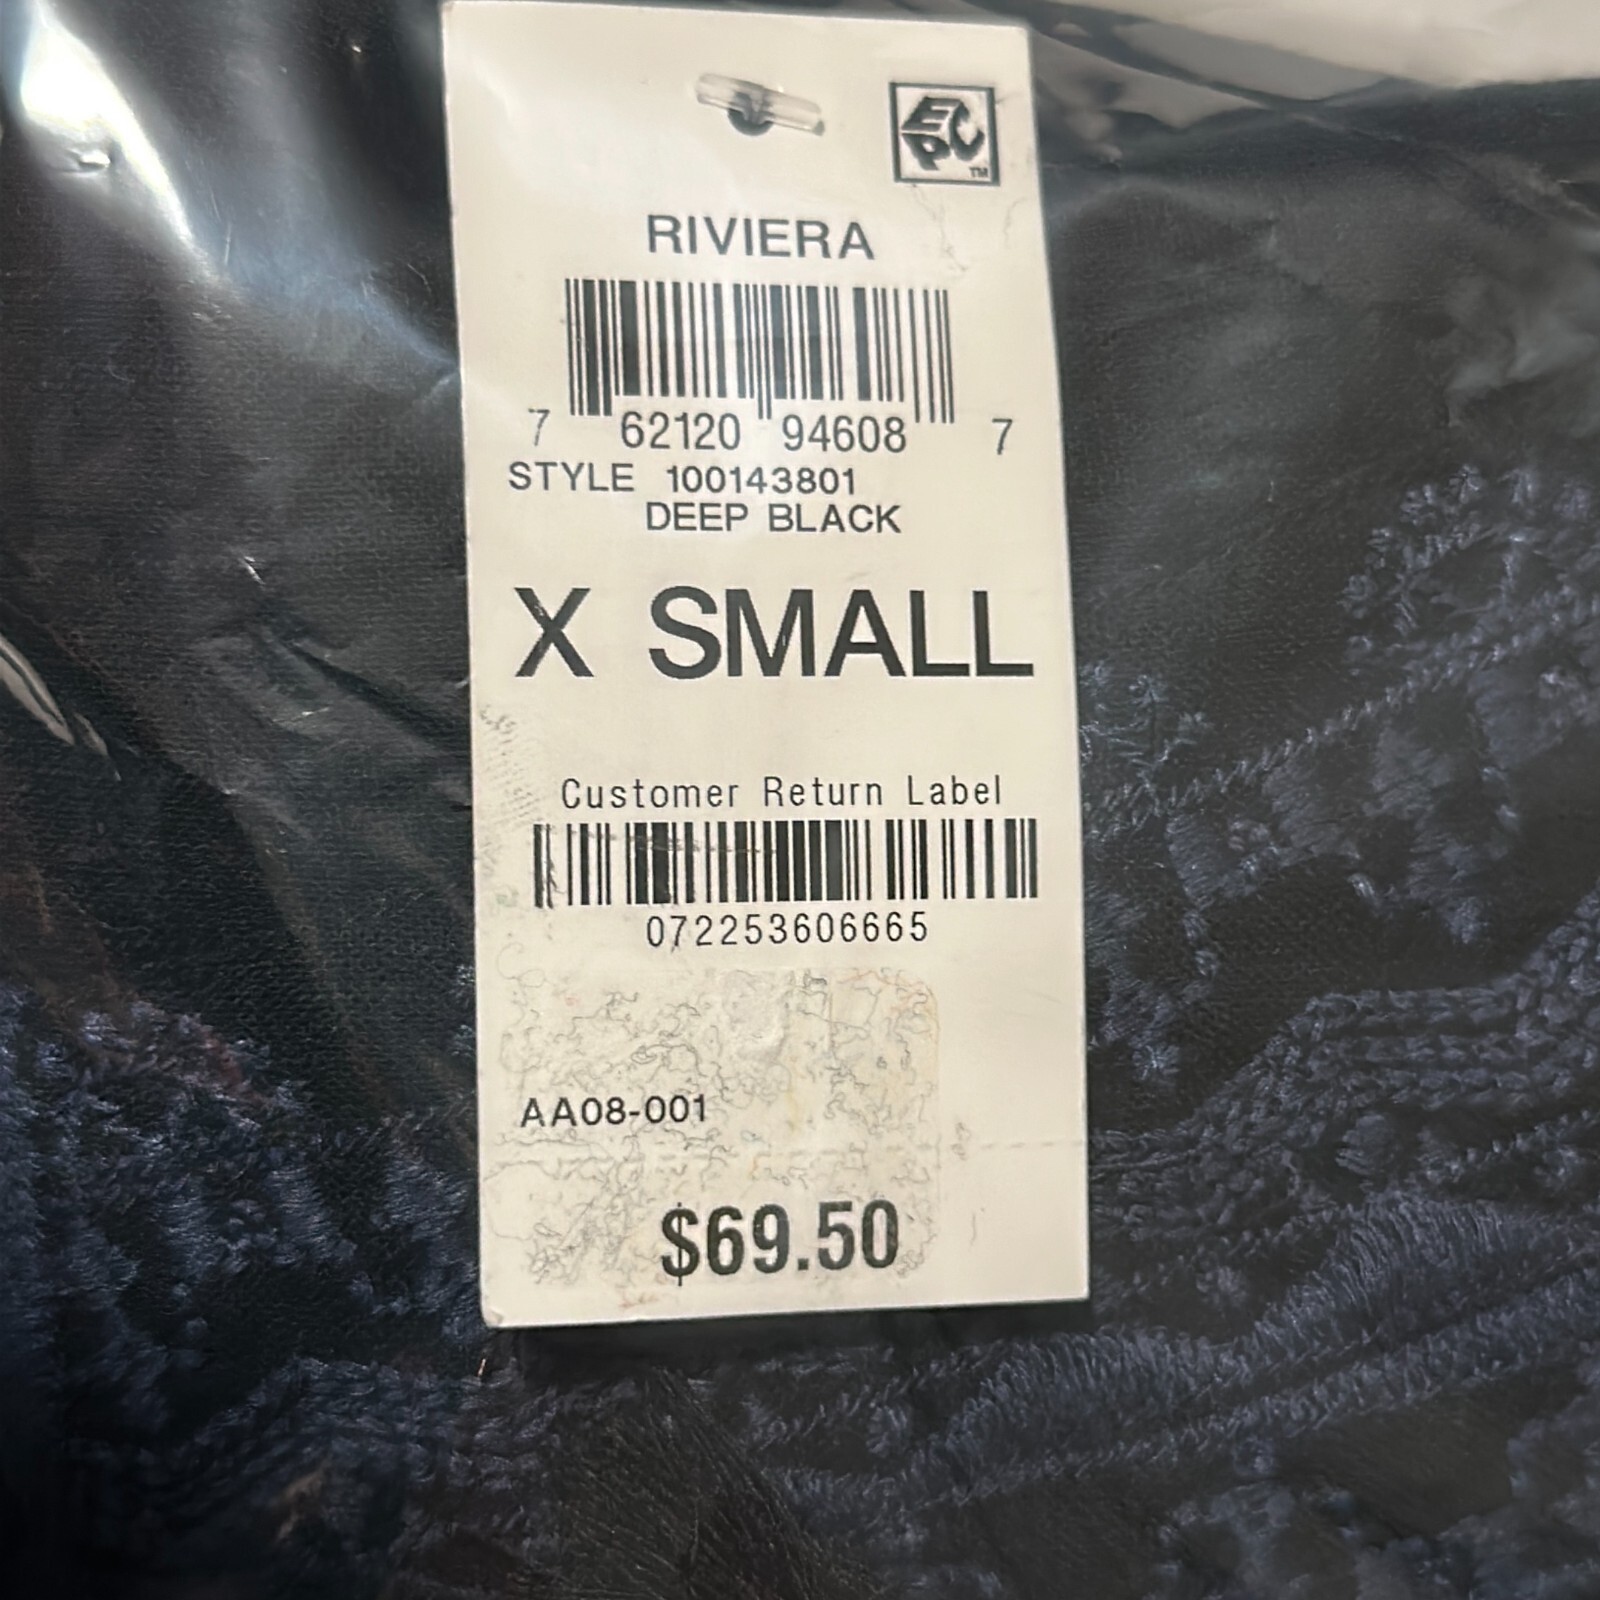 EPC
TM
RIVIERA
7 62120 94608 7
STYLE 100143801
DEEP BLACK
X SMALL
Customer Return Label
072253606665
AA08-001
$69.50